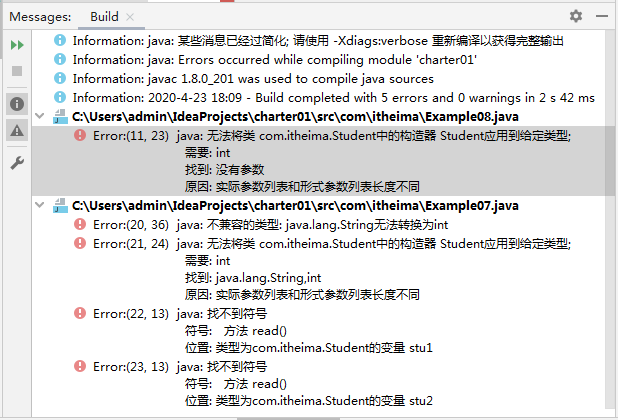 Messages: Build
Information: java: 某些消息已经过简化; 请使用 -Xdiags:verbose 重新编译以获得完整输出
Information: java: Errors occurred while compiling module 'charter01'
Information: javac 1.8.0_201 was used to compile java sources
Information: 2020-4-23 18:09 - Build completed with 5 errors and 0 warnings in 2 s 42 ms
C:\Users\admin\IdeaProjects\charter01\src\com\itheima\Example08.java
Error:(11, 23) java: 无法将类 com.itheima.Student中的构造器 Student应用到给定类型;
需要: int
找到: 没有参数
原因: 实际参数列表和形式参数列表长度不同
C:\Users\admin\IdeaProjects\charter01\src\com\itheima\Example07.java
Error:(20, 36) java: 不兼容的类型: java.lang.String无法转换为int
Error:(21, 24) java: 无法将类 com.itheima.Student中的构造器 Student应用到给定类型;
需要: int
找到: java.lang.String,int
原因: 实际参数列表和形式参数列表长度不同
Error:(22, 13) java: 找不到符号
符号: 方法 read()
位置: 类型为com.itheima.Student的变量 stu1
Error:(23, 13) java: 找不到符号
符号: 方法 read()
位置: 类型为com.itheima.Student的变量 stu2